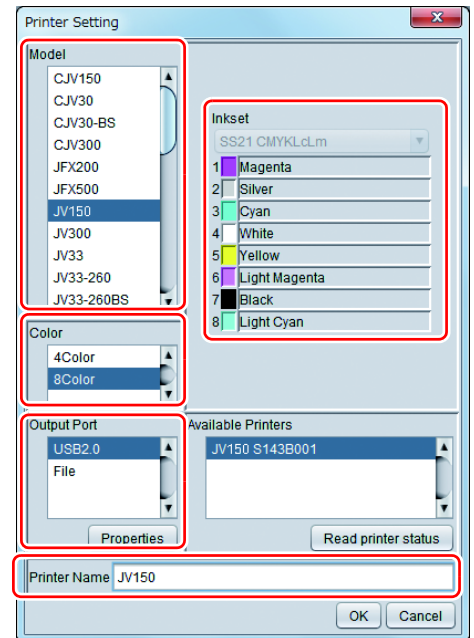 Printer Setting
Model
CJV150
CJV30
CJV30-BS
CJV300
JFX200
JFX500
JV150
JV300
JV33
JV33-260
JV33-260BS
Inkset
SS21 CMYKLcLm
1 Magenta
2 Silver
3 Cyan
4 White
5 Yellow
6 Light Magenta
7 Black
8 Light Cyan
Color
4Color
8Color
Output Port
USB2.0
File
Properties
Available Printers
JV150 S143B001
Read printer status
Printer Name JV150
OK Cancel